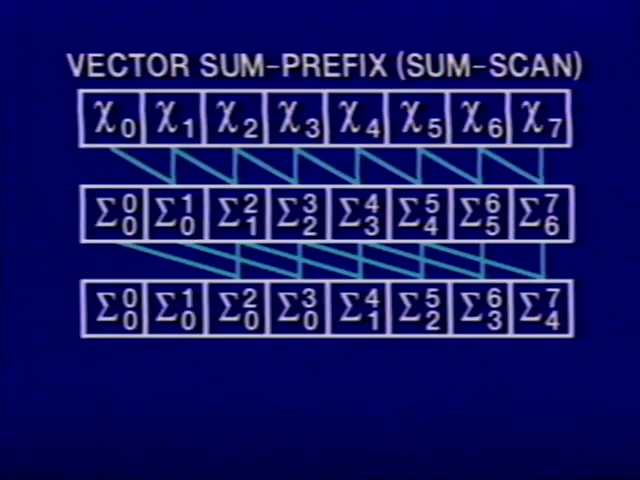 VECTOR SUM-PREFIX (SUM-SCAN)
χ₀ χ₁ χ₂ χ₃ χ₄ χ₅ χ₆ χ₇
Σ⁰₀ Σ¹₀ Σ²₁ Σ³₂ Σ⁴₃ Σ⁵₄ Σ⁶₅ Σ⁷₆
Σ⁰₀ Σ¹₀ Σ²₀ Σ³₀ Σ⁴₁ Σ⁵₂ Σ⁶₃ Σ⁷₄